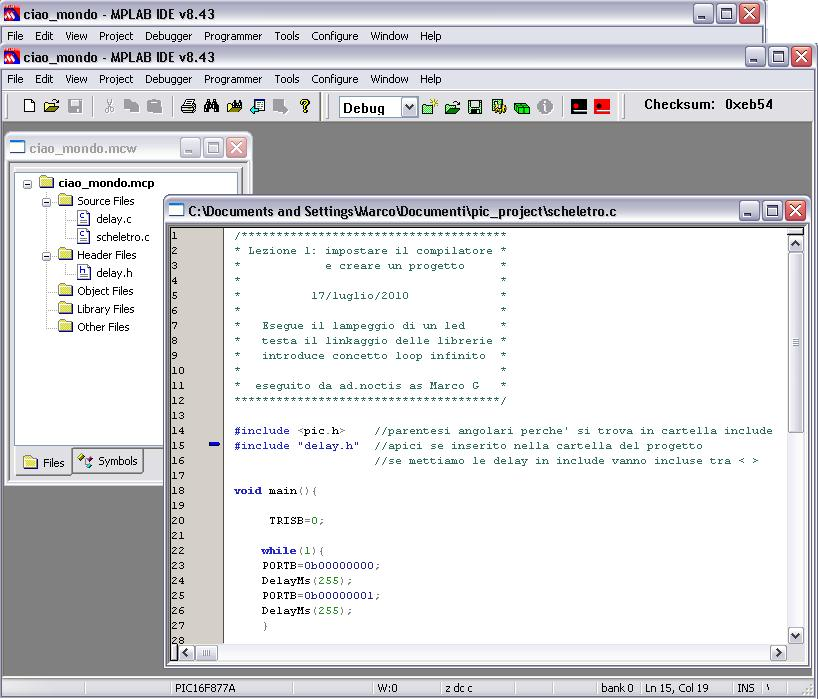 ciao_mondo - MPLAB IDE v8.43
File Edit View Project Debugger Programmer Tools Configure Window Help
ciao_mondo - MPLAB IDE v8.43
File Edit View Project Debugger Programmer Tools Configure Window Help
Debug
Checksum: 0xeb54
ciao_mondo.mcw
ciao_mondo.mcp
Source Files
delay.c
scheletro.c
Header Files
delay.h
Object Files
Library Files
Other Files
Files Symbols
C:\Documents and Settings\Marco\Documenti\pic_project\scheletro.c
1 /**************************************
2 * Lezione 1: impostare il compilatore *
3 * e creare un progetto *
4 * *
5 * 17/luglio/2010 *
6 * *
7 * Esegue il lampeggio di un led *
8 * testa il linkaggio delle librerie *
9 * introduce concetto loop infinito *
10 * *
11 * eseguito da ad.noctis as Marco G *
12 **************************************/
13
14 #include <pic.h> //parentesi angolari perche' si trova in cartella include
15 #include "delay.h" //apici se inserito nella cartella del progetto
16 //se mettiamo le delay in include vanno incluse tra < >
17
18 void main(){
19
20 TRISB=0;
21
22 while(1){
23 PORTB=0b00000000;
24 DelayMs(255);
25 PORTB=0b00000001;
26 DelayMs(255);
27 }
28
PIC16F877A W:0 z dc c bank 0 Ln 15, Col 19 INS